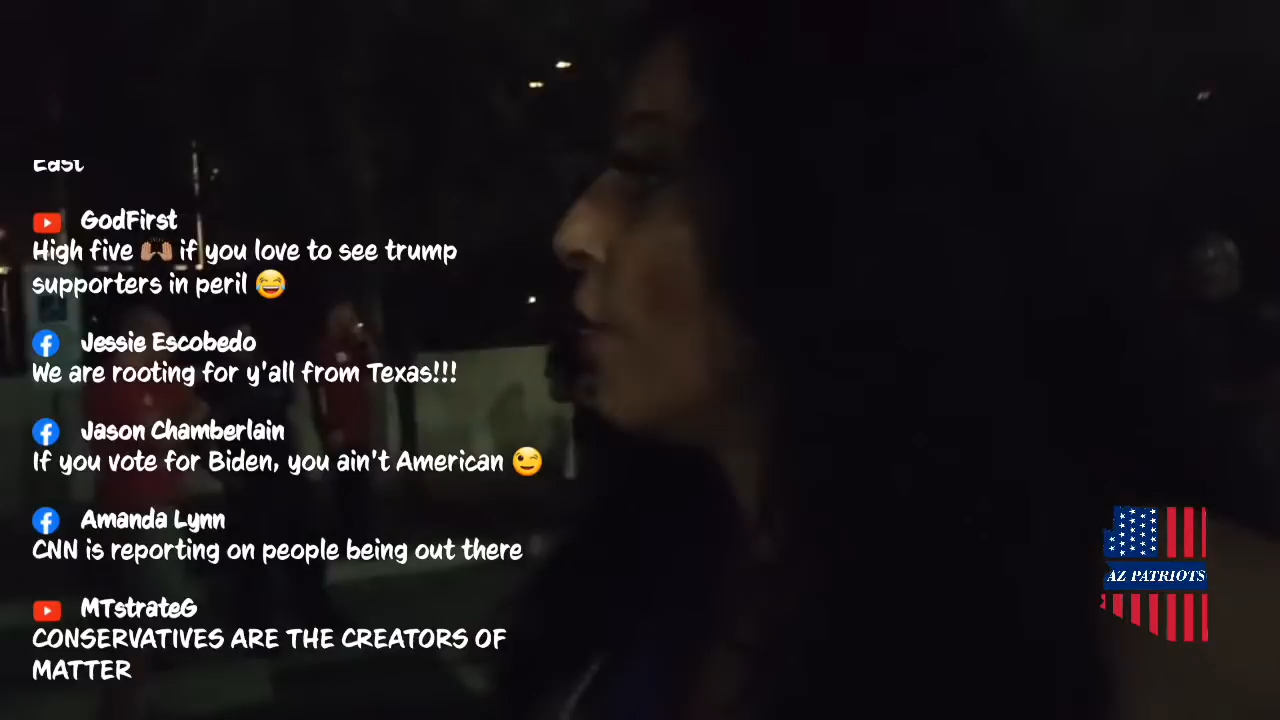 East
GodFirst
High five 🙌🏽 if you love to see trump
supporters in peril 😂
Jessie Escobedo
We are rooting for y'all from Texas!!!
Jason Chamberlain
If you vote for Biden, you ain't American 😉
Amanda Lynn
CNN is reporting on people being out there
MTstrateG
CONSERVATIVES ARE THE CREATORS OF
MATTER
AZ PATRIOTS